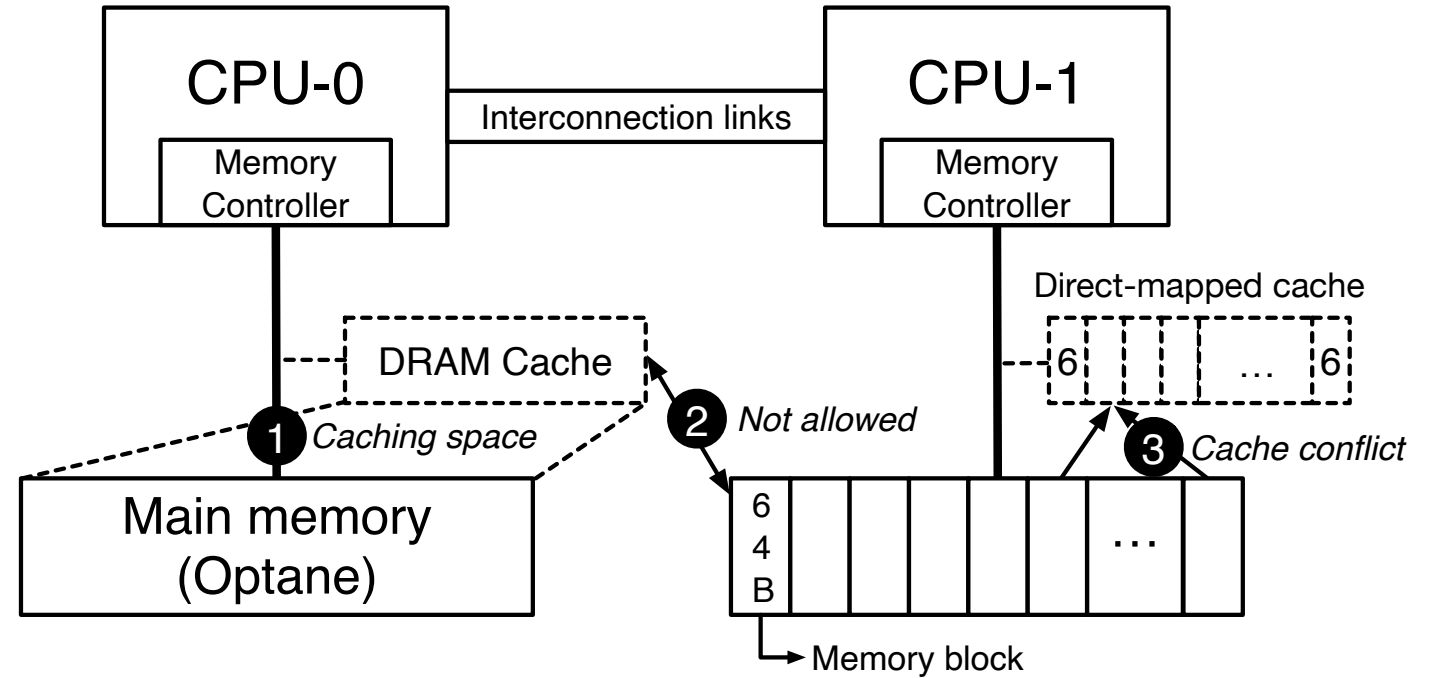 CPU-0
Memory
Controller
Interconnection links
CPU-1
Memory
Controller
Direct-mapped cache
6 ... 6
DRAM Cache
1 Caching space
2 Not allowed
3 Cache conflict
Main memory
(Optane)
6
4
B
...
Memory block